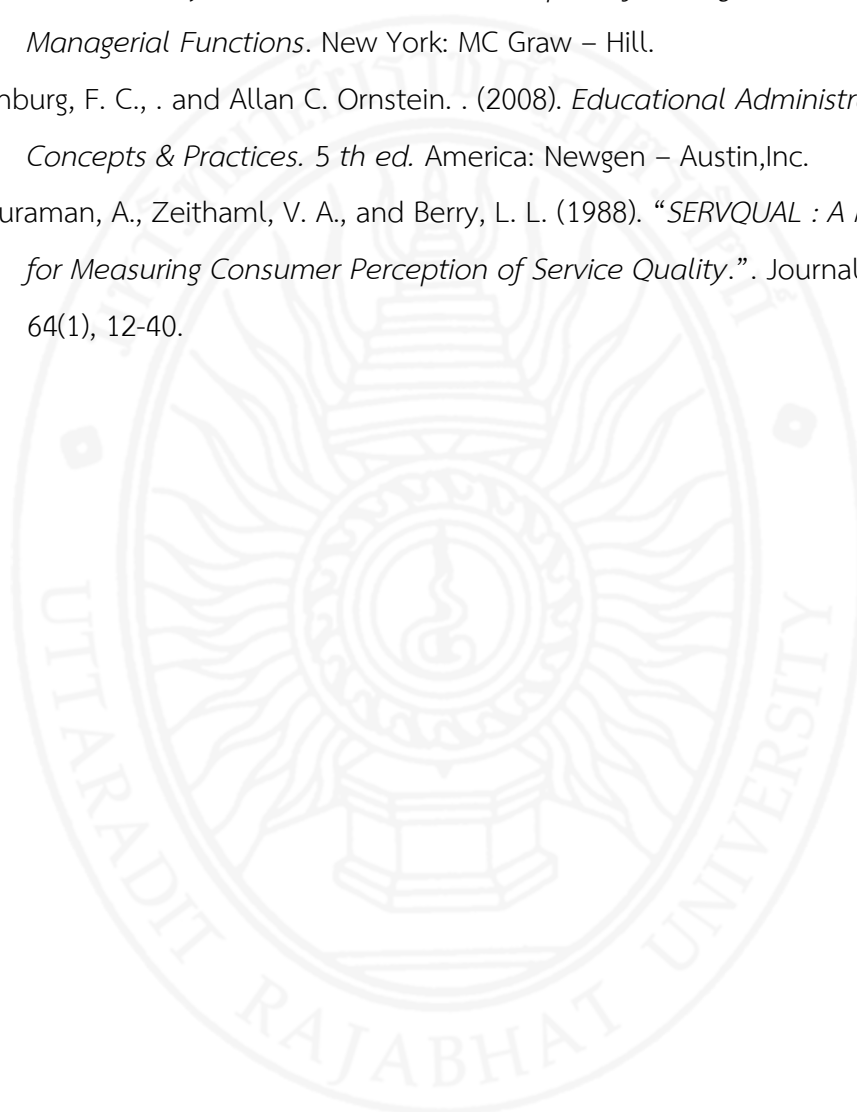 Managerial Functions. New York: MC Graw – Hill.
nburg, F. C., . and Allan C. Ornstein. . (2008). Educational Administr
Concepts & Practices. 5 th ed. America: Newgen – Austin,Inc.
uraman, A., Zeithaml, V. A., and Berry, L. L. (1988). “SERVQUAL : A
for Measuring Consumer Perception of Service Quality.”. Journal
64(1), 12-40.
UTTARADIT RAJABHAT UNIVERSITY